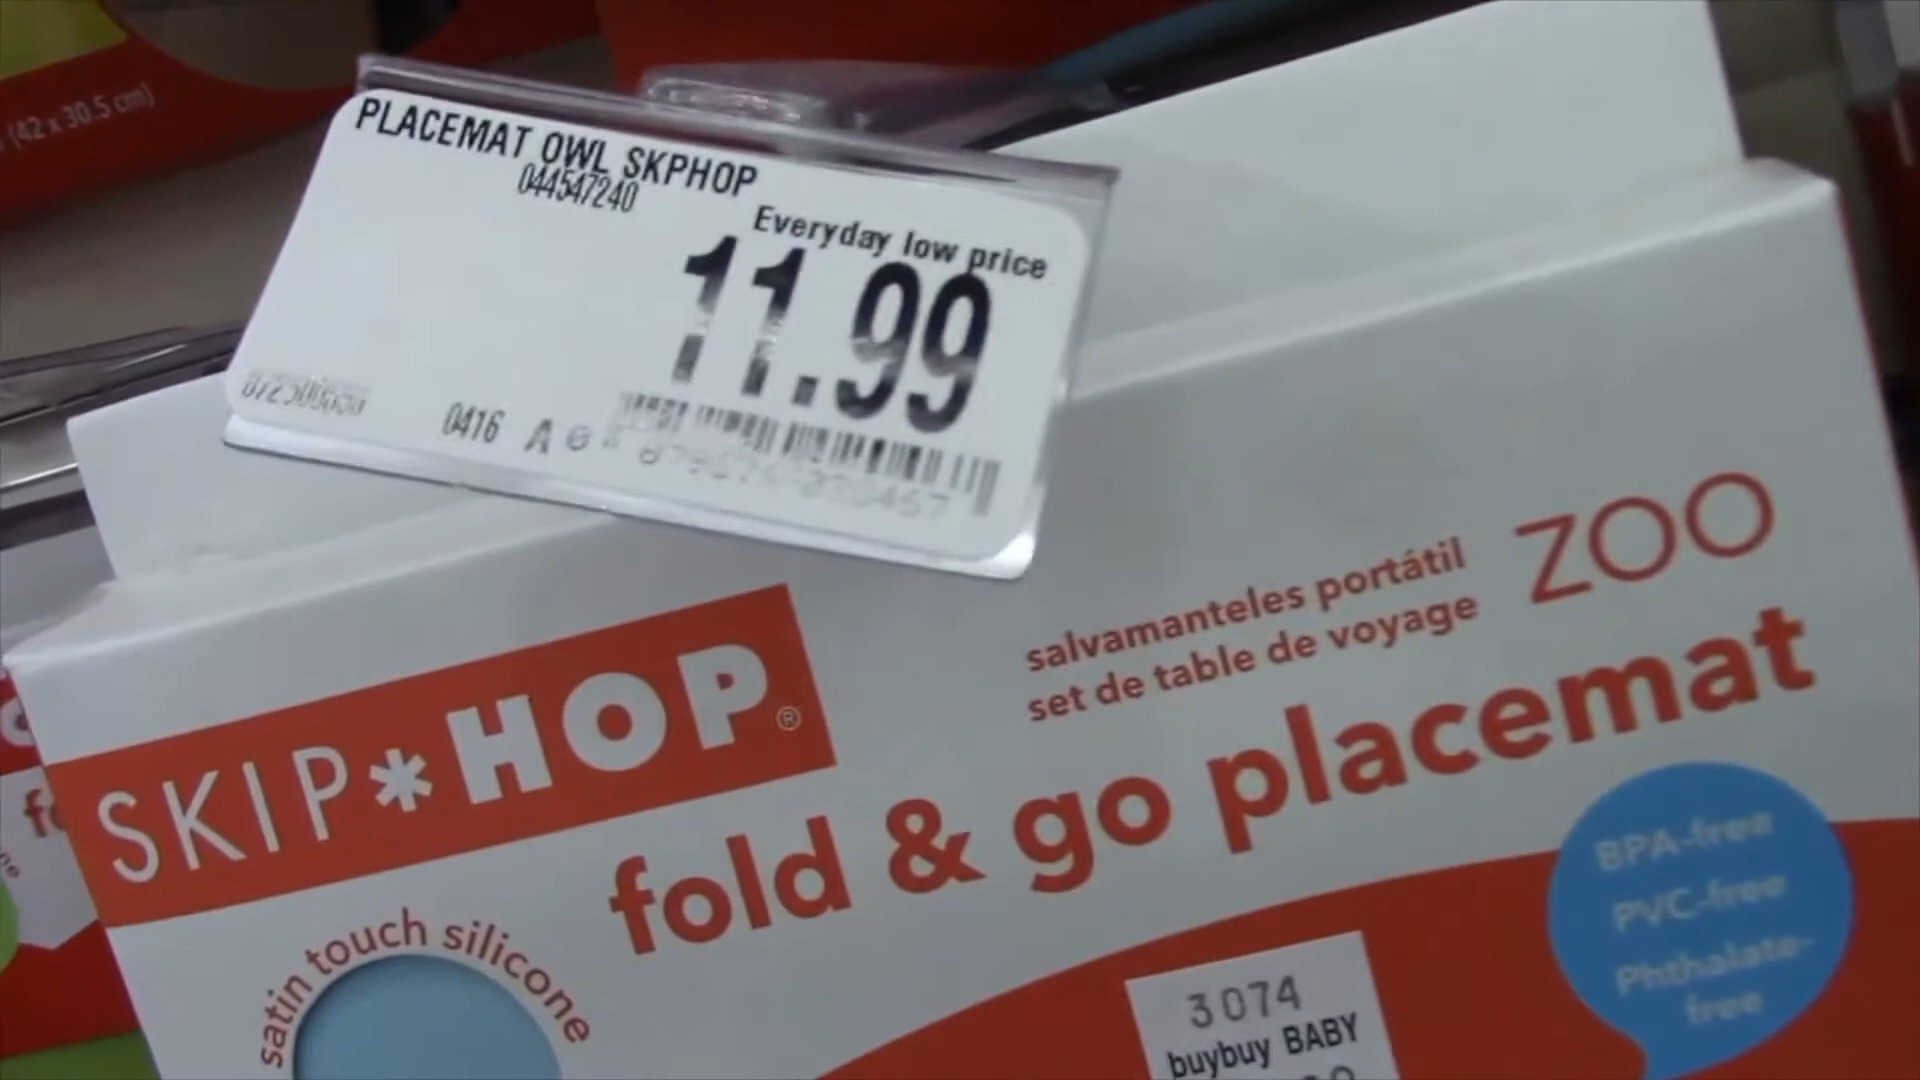 (42 x 30.5 cm)
PLACEMAT OWL SKPHOP
044547240
Everyday low price
11.99
0416 A
SKIP*HOP®
salvamanteles portátil
set de table de voyage
ZOO
fold & go placemat
satin touch silicone
BPA-free
PVC-free
Phthalate-
free
3074
buybuy BABY